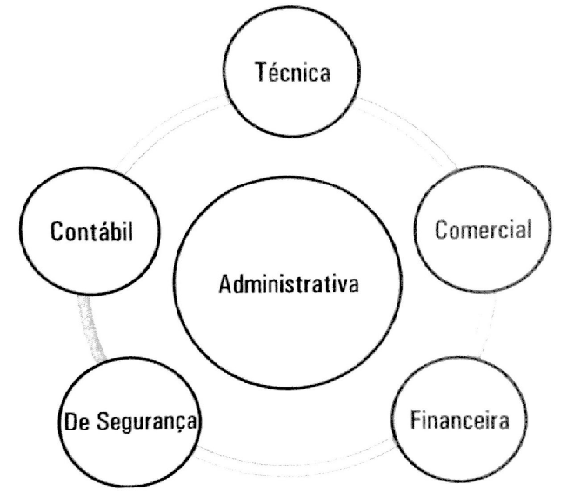 Técnica
Contábil
Comercial
Administrativa
De Segurança
Financeira